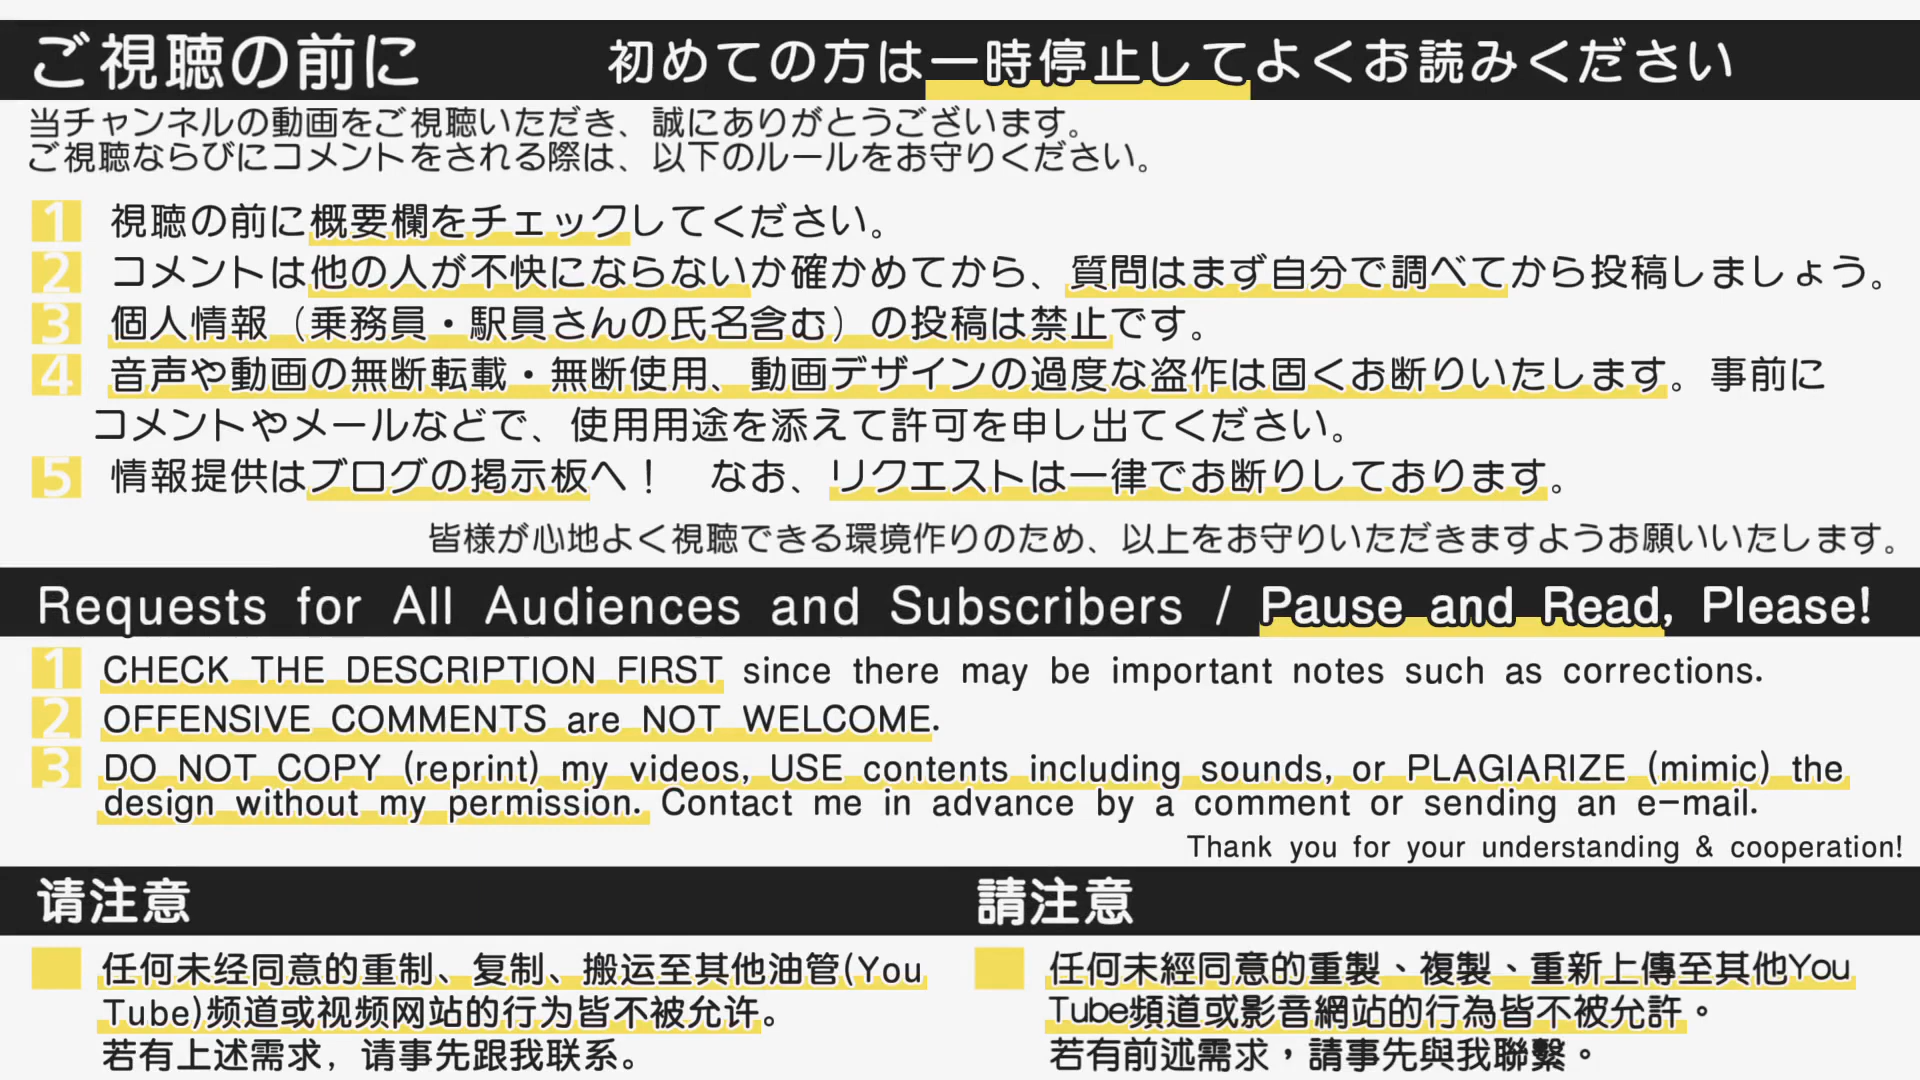 ご視聴の前に 初めての方は一時停止してよくお読みください
当チャンネルの動画をご視聴いただき、誠にありがとうございます。
ご視聴ならびにコメントをされる際は、以下のルールをお守りください。
1 視聴の前に概要欄をチェックしてください。
2 コメントは他の人が不快にならないか確かめてから、質問はまず自分で調べてから投稿しましょう。
3 個人情報（乗務員・駅員さんの氏名含む）の投稿は禁止です。
4 音声や動画の無断転載・無断使用、動画デザインの過度な盗作は固くお断りいたします。事前に
コメントやメールなどで、使用用途を添えて許可を申し出てください。
5 情報提供はブログの掲示板へ！ なお、リクエストは一律でお断りしております。
皆様が心地よく視聴できる環境作りのため、以上をお守りいただきますようお願いいたします。
Requests for All Audiences and Subscribers / Pause and Read, Please!
1 CHECK THE DESCRIPTION FIRST since there may be important notes such as corrections.
2 OFFENSIVE COMMENTS are NOT WELCOME.
3 DO NOT COPY (reprint) my videos, USE contents including sounds, or PLAGIARIZE (mimic) the
design without my permission. Contact me in advance by a comment or sending an e-mail.
Thank you for your understanding & cooperation!
请注意
任何未经同意的重制、复制、搬运至其他油管(You
Tube)频道或视频网站的行为皆不被允许。
若有上述需求，请事先跟我联系。
請注意
任何未經同意的重製、複製、重新上傳至其他You
Tube頻道或影音網站的行為皆不被允許。
若有前述需求，請事先與我聯繫。